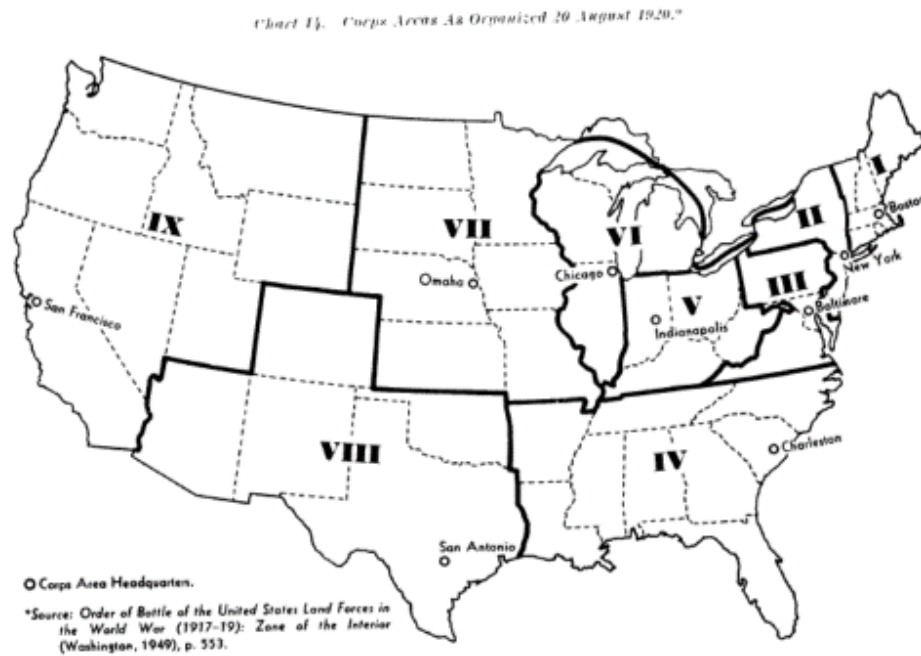 Chart 14. Corps Areas As Organized 20 August 1920.*
I
IX
VII
VI
II
Boston
New York
Omaha
Chicago
III
V
Baltimore
San Francisco
Indianapolis
VIII
IV
Charleston
San Antonio
Corps Area Headquarters.
*Source: Order of Battle of the United States Land Forces in
the World War (1917-19): Zone of the Interior
(Washington, 1949), p. 553.